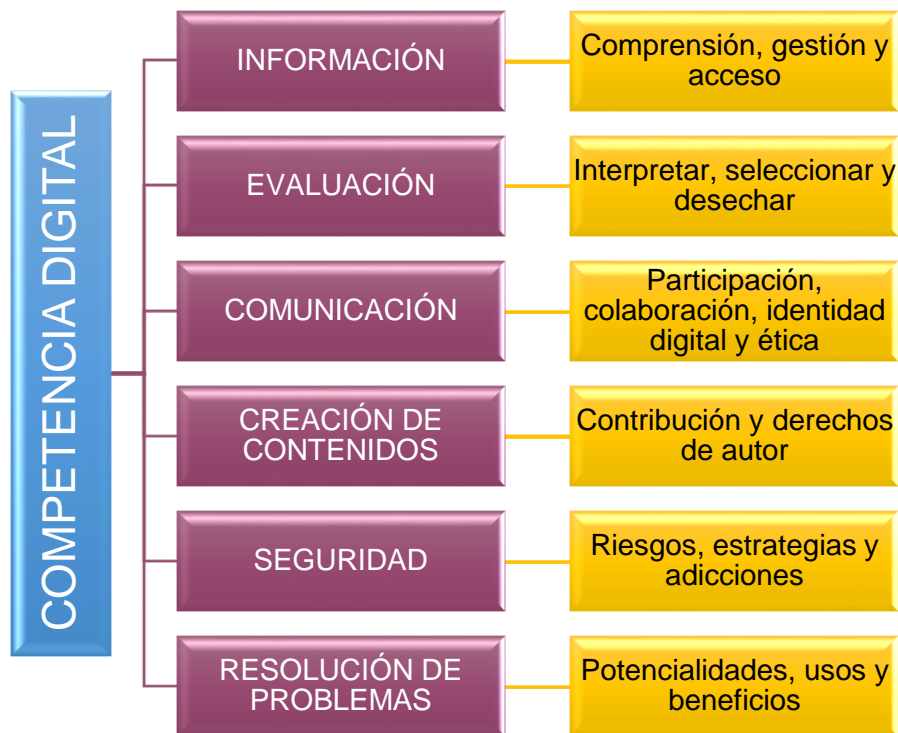 COMPETENCIA DIGITAL
INFORMACIÓN
Comprensión, gestión y
acceso
EVALUACIÓN
Interpretar, seleccionar y
desechar
COMUNICACIÓN
Participación,
colaboración, identidad
digital y ética
CREACIÓN DE
CONTENIDOS
Contribución y derechos
de autor
SEGURIDAD
Riesgos, estrategias y
adicciones
RESOLUCIÓN DE
PROBLEMAS
Potencialidades, usos y
beneficios